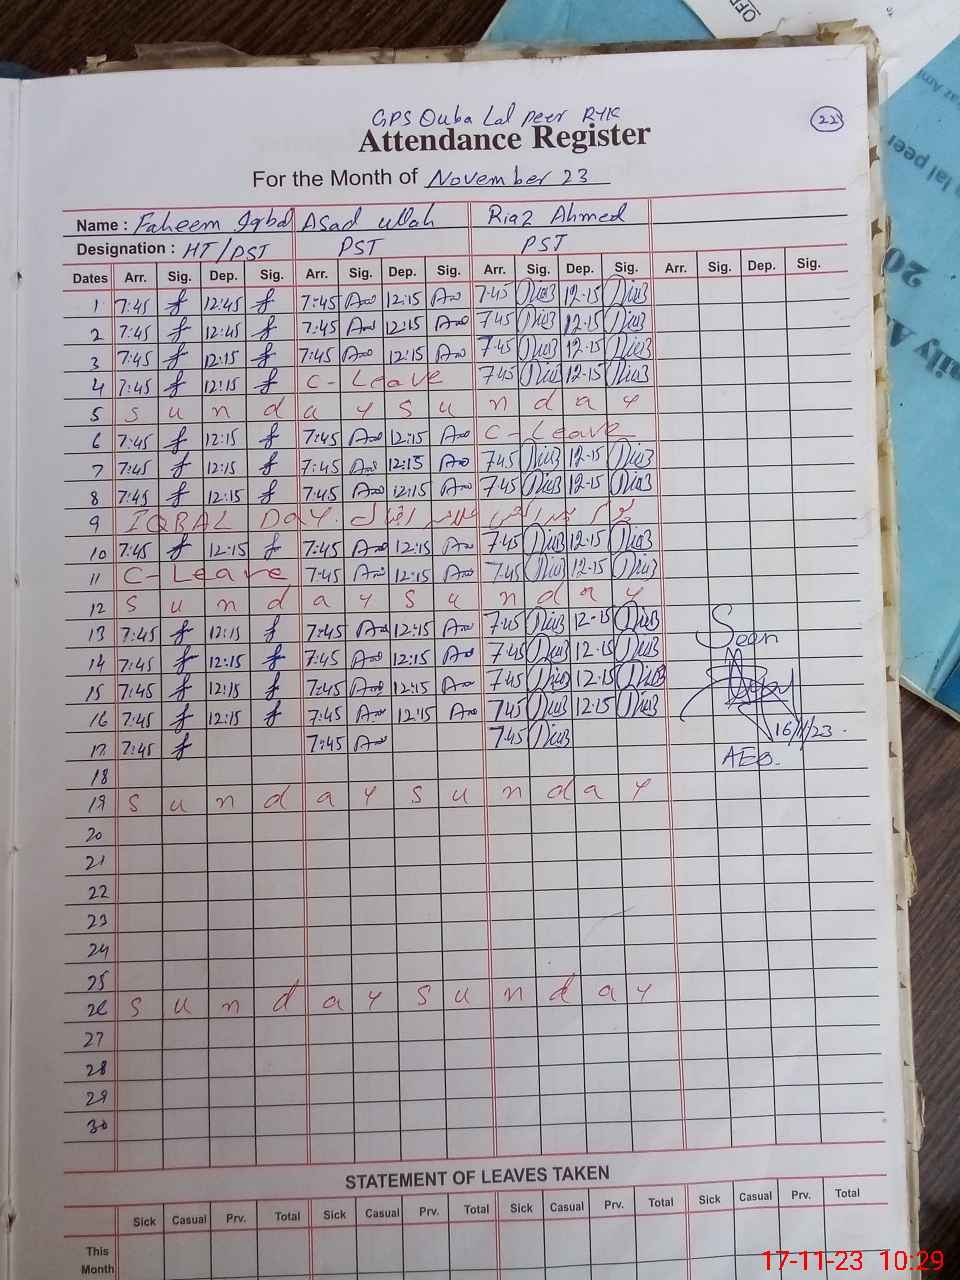 GPS Quba Lal peer RYK
22
Attendance Register
For the Month of November 23
Name : Faheem Iqbal Asad ullah Riaz Ahmed
Designation : HT/PST PST PST
Dates Arr. Sig. Dep. Sig. Arr. Sig. Dep. Sig. Arr. Sig. Dep. Sig. Arr. Sig. Dep. Sig.
1 7:45 12:45 7:45 12:15 7:45 12-15
2 7:45 12:45 7:45 12:15 7:45 12-15
3 7:45 12:15 7:45 12:15 7:45 12-15
4 7:45 12:15 C-Leave 7:45 12-15
5 S u n d a y S u n d a y
6 7:45 12:15 7:45 12:15 C-Leave
7 7:45 12:15 7:45 12:15 7:45 12-15
8 7:45 12:15 7:45 12:15 7:45 12-15
9 IQBAL DAY.
10 7:45 12:15 7:45 12:15 7:45 12-15
11 C-Leave 7:45 12:15 7:45 12-15
12 S u n d a y S u n d a y
13 7:45 12:15 7:45 12:15 7:45 12-15
14 7:45 12:15 7:45 12:15 7:45 12:15
Seen
15 7:45 12:15 7:45 12:15 7:45 12:15
16 7:45 12:15 7:45 12:15 7:45 12:15
16/11/23.
17 7:45 7:45 7:45
AEO.
18
19 S u n d a y S u n d a y
20
21
22
23
24
25
26 S u n d a y S u n d a y
27
28
29
30
STATEMENT OF LEAVES TAKEN
Sick Casual Prv. Total Sick Casual Prv. Total Sick Casual Prv. Total Sick Casual Prv. Total
This
Month
17-11-23 10:29